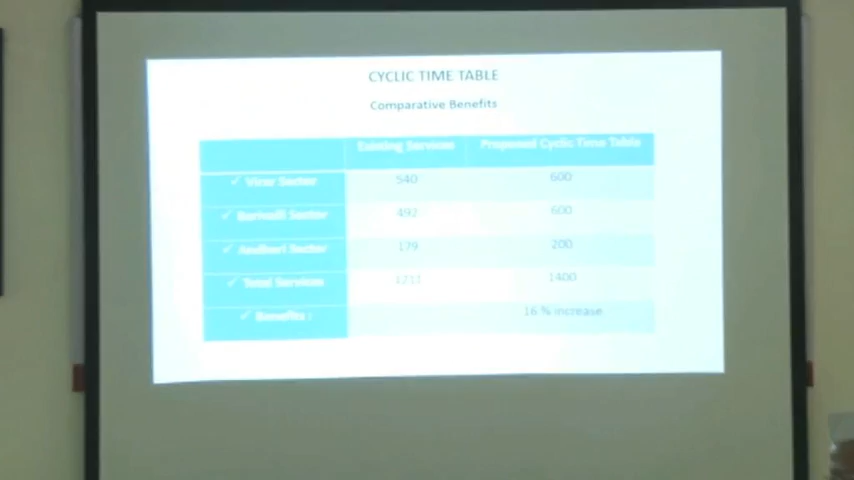 CYCLIC TIME TABLE
Comparative Benefits
Existing Services Proposed Cyclic Time Table
✓ Virar Sector 540 600
✓ Borivali Sector 492 600
✓ Andheri Sector 179 200
✓ Total Services 1211 1400
✓ Benefits : 16 % increase